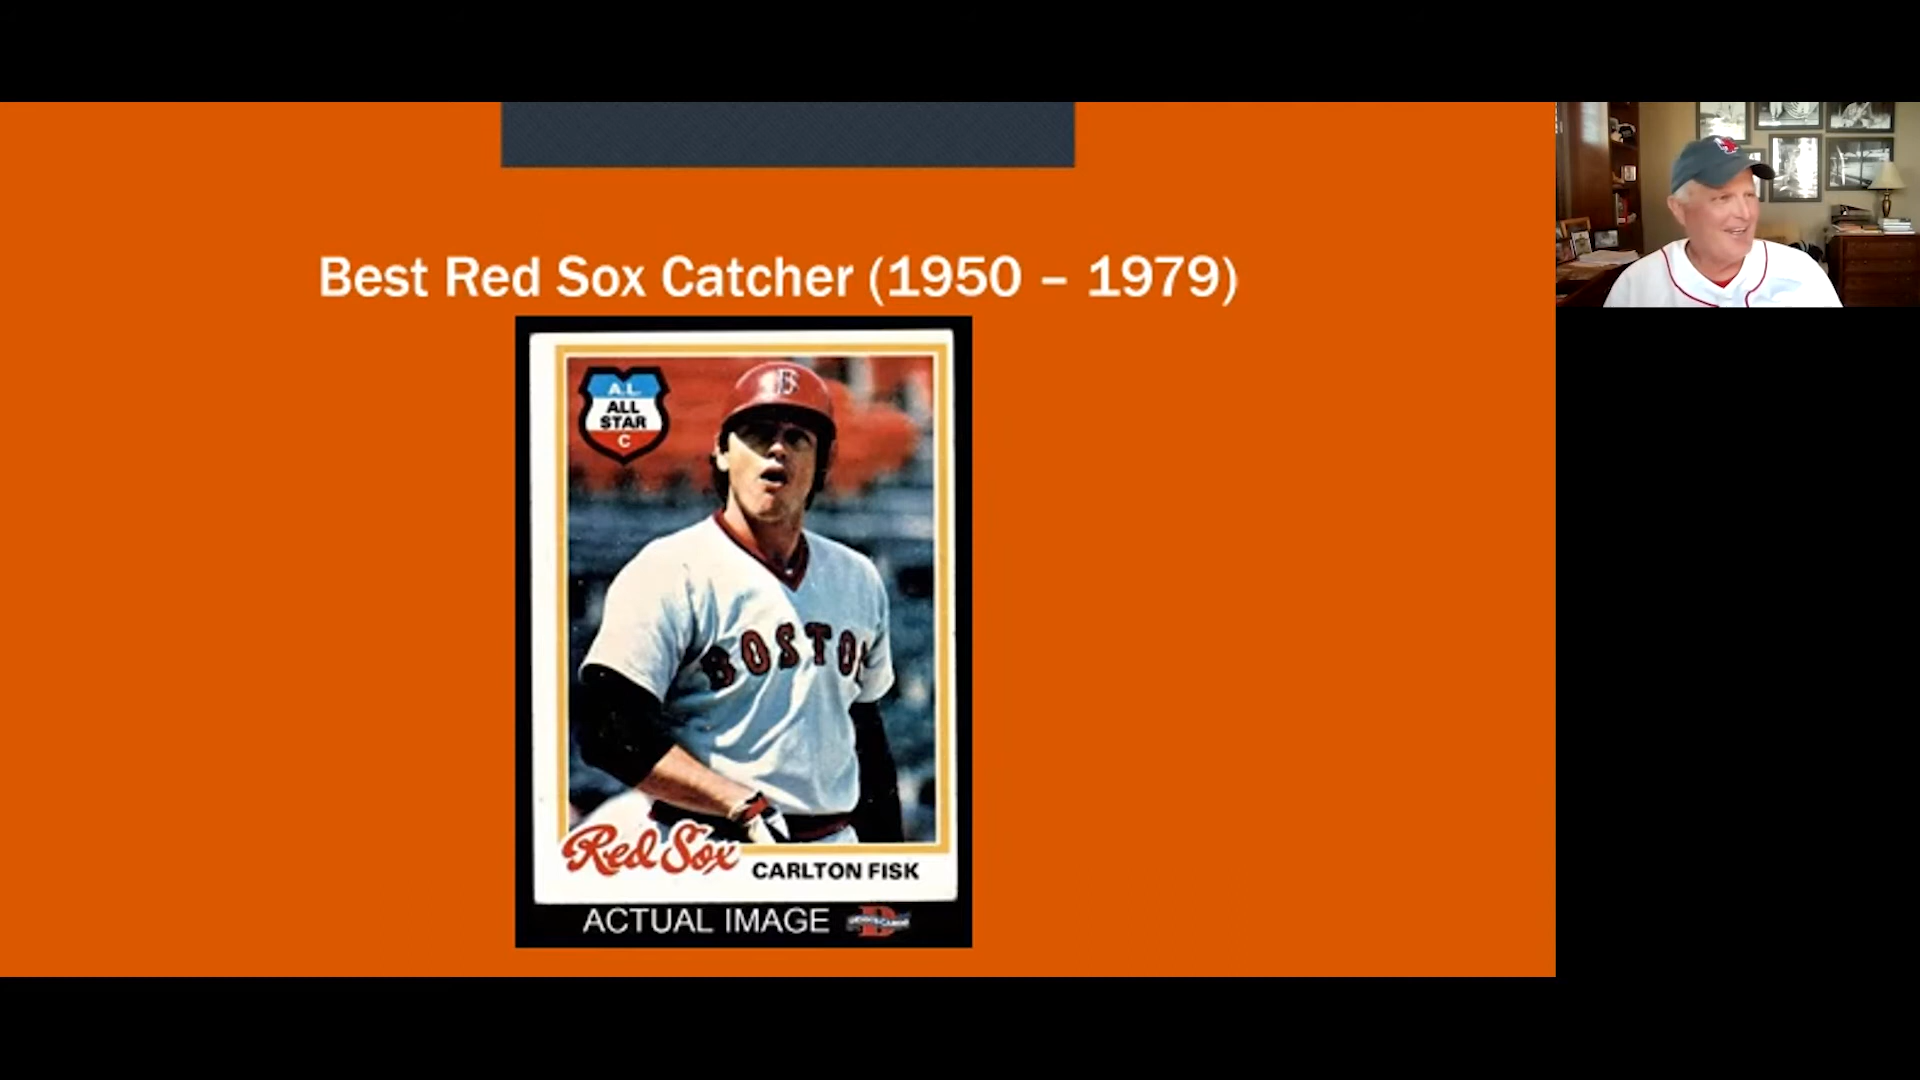 Best Red Sox Catcher (1950 – 1979)
A.L.
ALL
STAR
C
B
BOSTON
Red Sox
CARLTON FISK
ACTUAL IMAGE